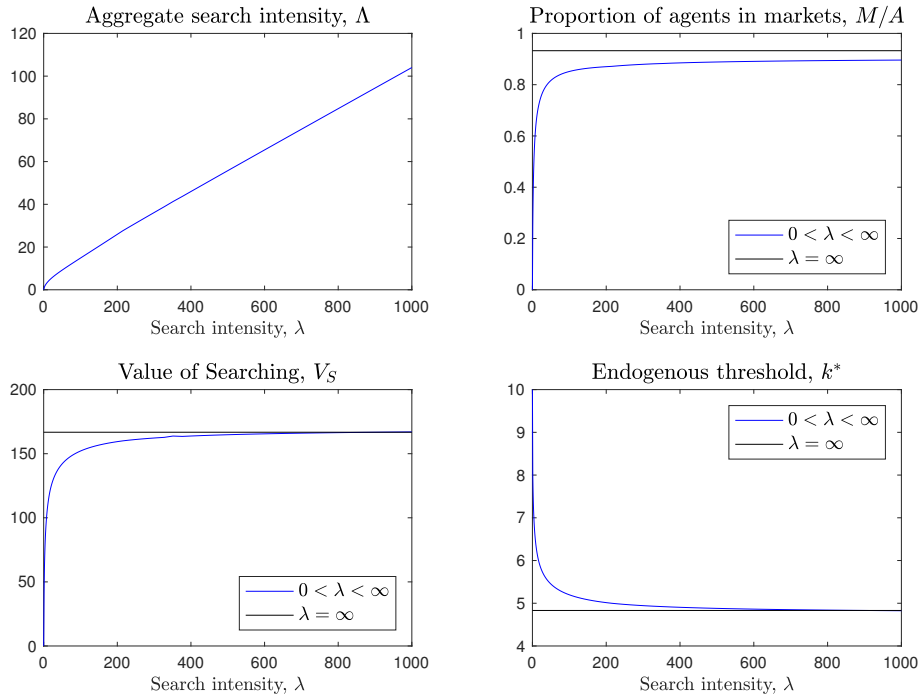 Aggregate search intensity, Λ
120
100
80
60
40
20
0
0 200 400 600 800 1000
Search intensity, λ
Proportion of agents in markets, M/A
1
0.8
0.6
0.4
0.2
0
0 < λ < ∞
λ = ∞
0 200 400 600 800 1000
Search intensity, λ
Value of Searching, V_S
200
150
100
50
0
0 < λ < ∞
λ = ∞
0 200 400 600 800 1000
Search intensity, λ
Endogenous threshold, k*
10
9
8
7
6
5
4
0 < λ < ∞
λ = ∞
0 200 400 600 800 1000
Search intensity, λ